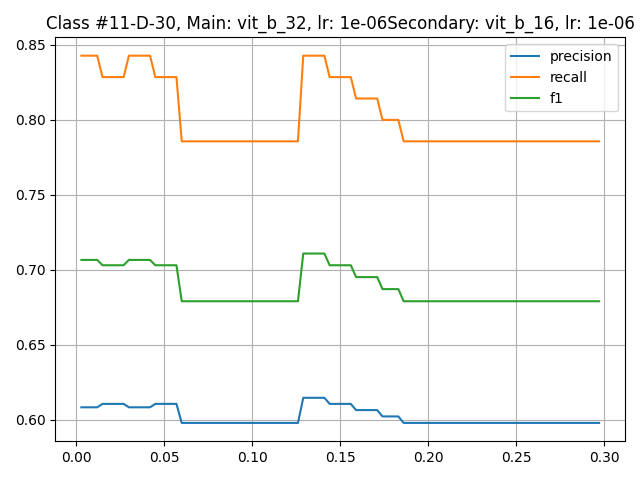 Class #11-D-30, Main: vit_b_32, lr: 1e-06Secondary: vit_b_16, lr: 1e-06
precision
recall
f1
0.85
0.80
0.75
0.70
0.65
0.60
0.00 0.05 0.10 0.15 0.20 0.25 0.30